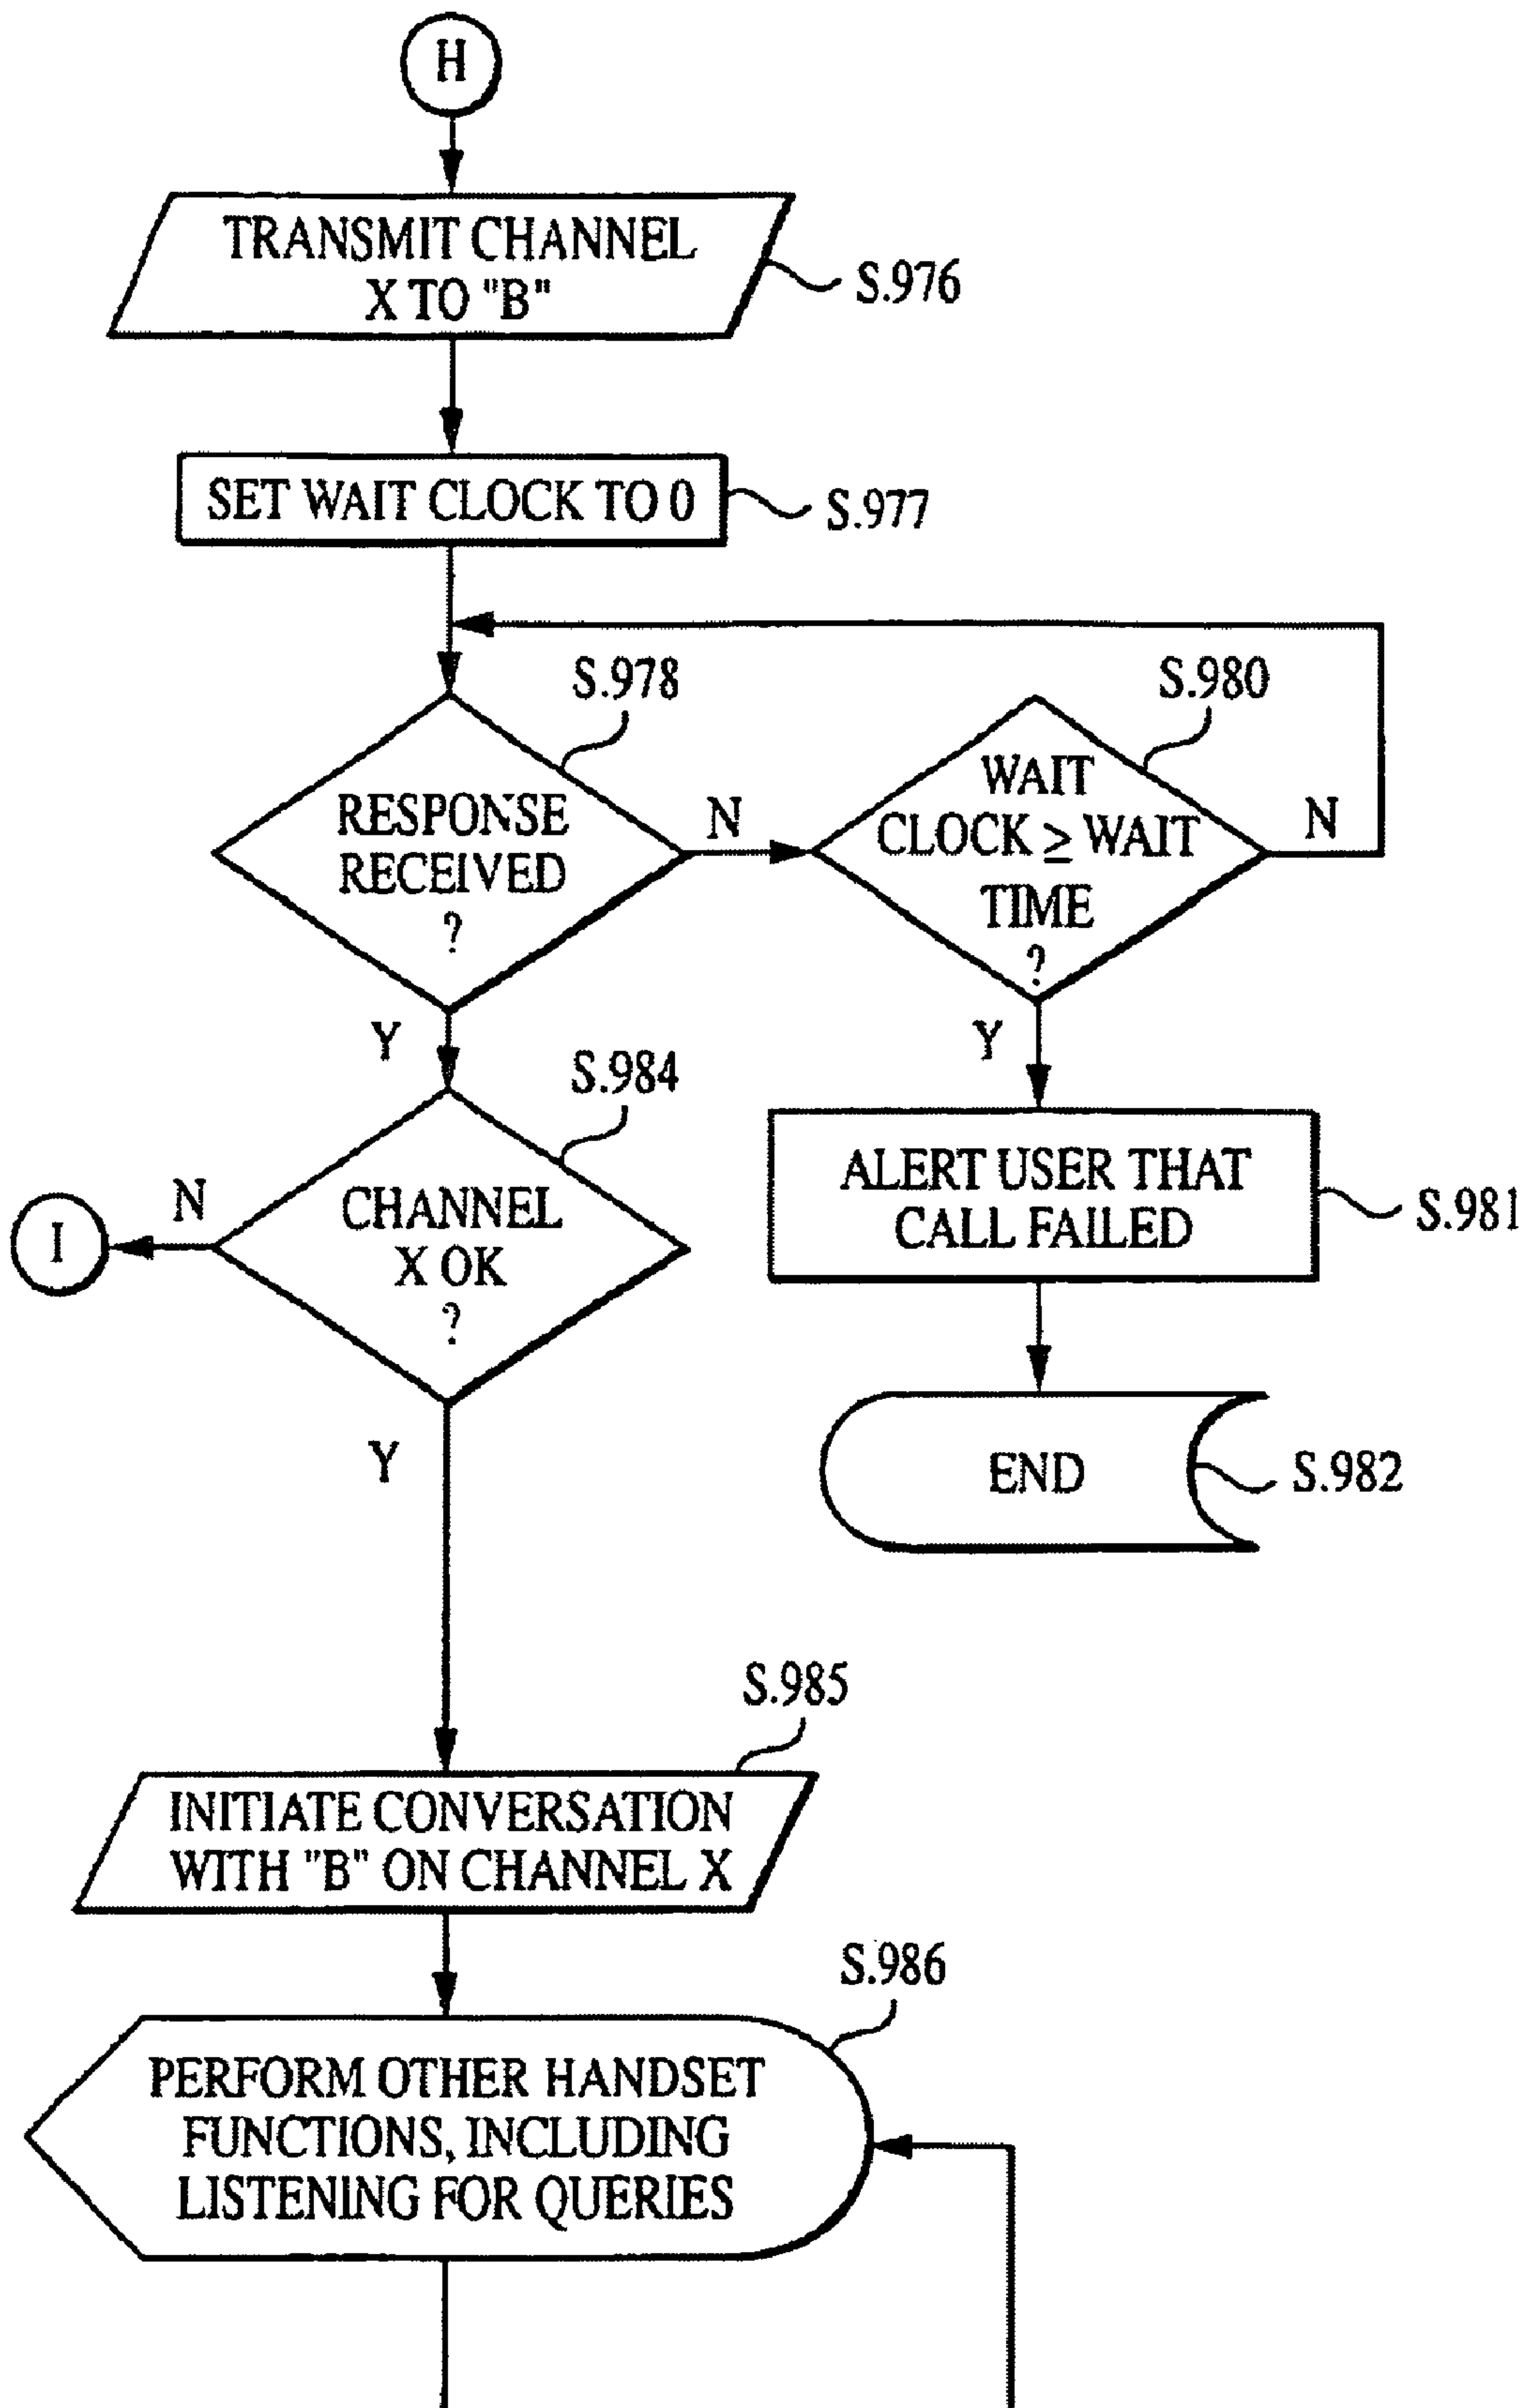 H
TRANSMIT CHANNEL
X TO "B"
S.976
SET WAIT CLOCK TO 0
S.977
S.978
RESPONSE
RECEIVED
?
N
Y
S.980
WAIT
CLOCK ≥ WAIT
TIME
?
N
Y
S.984
CHANNEL
X OK
?
N
I
Y
ALERT USER THAT
CALL FAILED
S.981
END
S.982
S.985
INITIATE CONVERSATION
WITH "B" ON CHANNEL X
S.986
PERFORM OTHER HANDSET
FUNCTIONS, INCLUDING
LISTENING FOR QUERIES